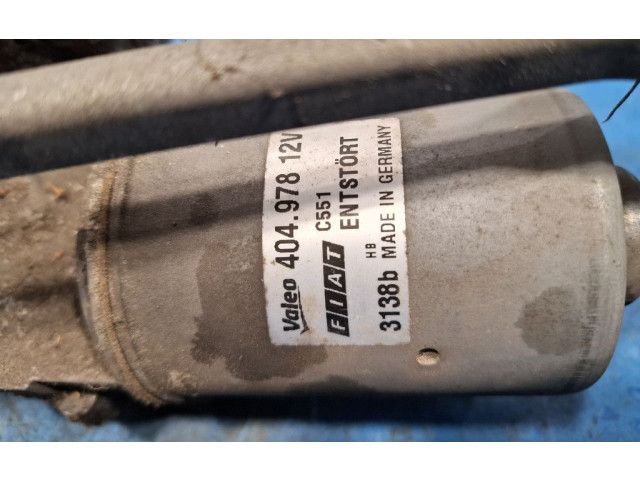 Valeo 404.978 12V
FIAT C551
ENTSTÖRT
3138b HB MADE IN GERMANY